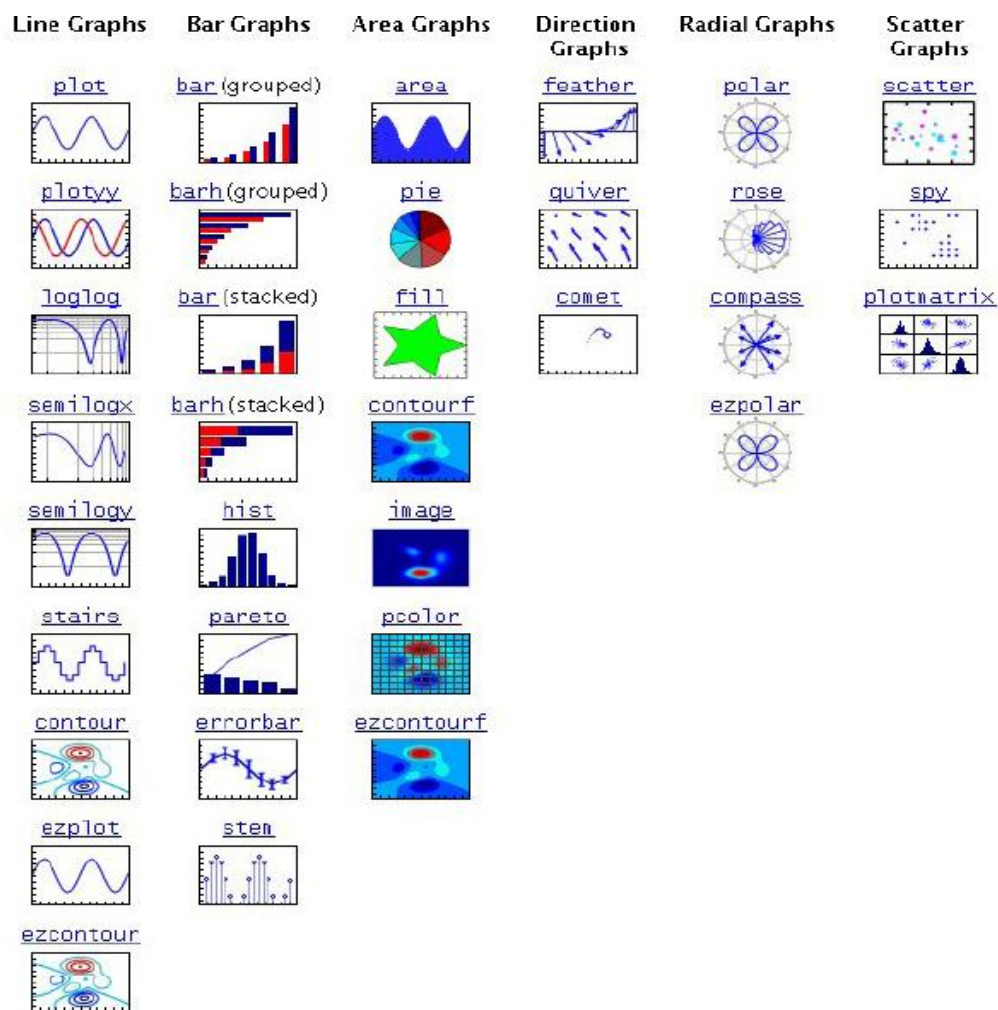 Line Graphs Bar Graphs Area Graphs Direction Graphs Radial Graphs Scatter Graphs
plot bar (grouped) area feather polar scatter
plotyy barh (grouped) pie quiver rose spy
loglog bar (stacked) fill comet compass plotmatrix
semilogx barh (stacked) contourf ezpolar
semilogy hist image
stairs pareto pcolor
contour errorbar ezcontourf
ezplot stem
ezcontour